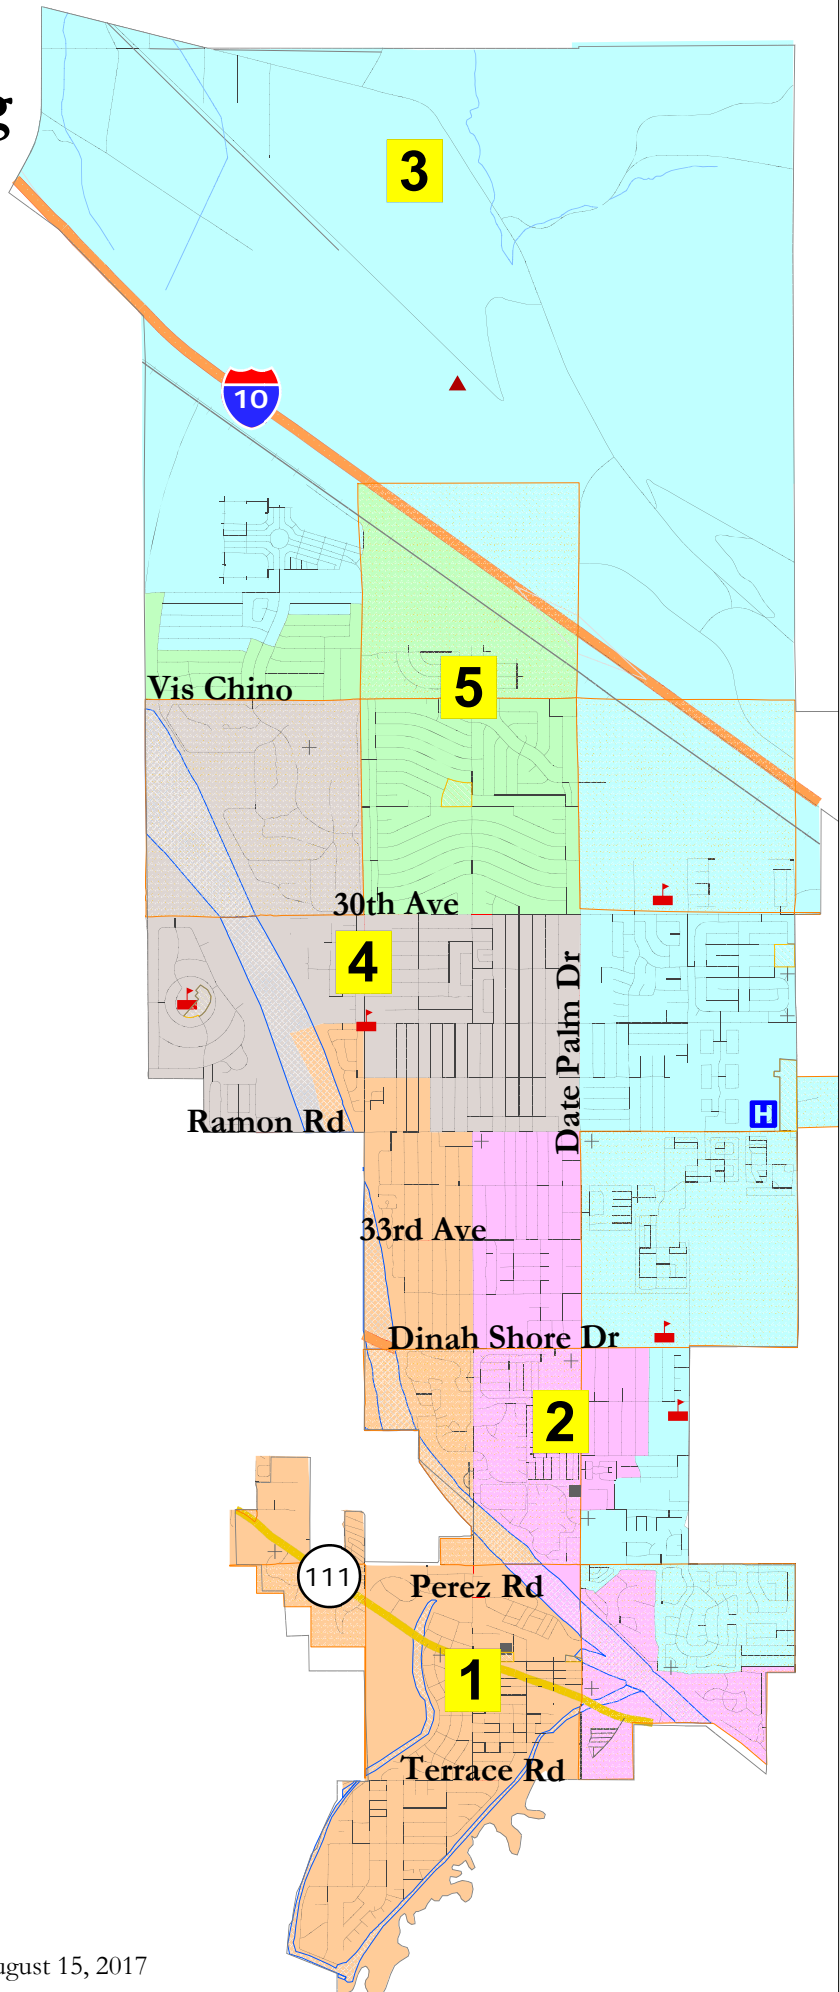 3
10
5
Vis Chino
30th Ave
4
Date Palm Dr
H
Ramon Rd
33rd Ave
Dinah Shore Dr
2
111
Perez Rd
1
Terrace Rd
15, 2017